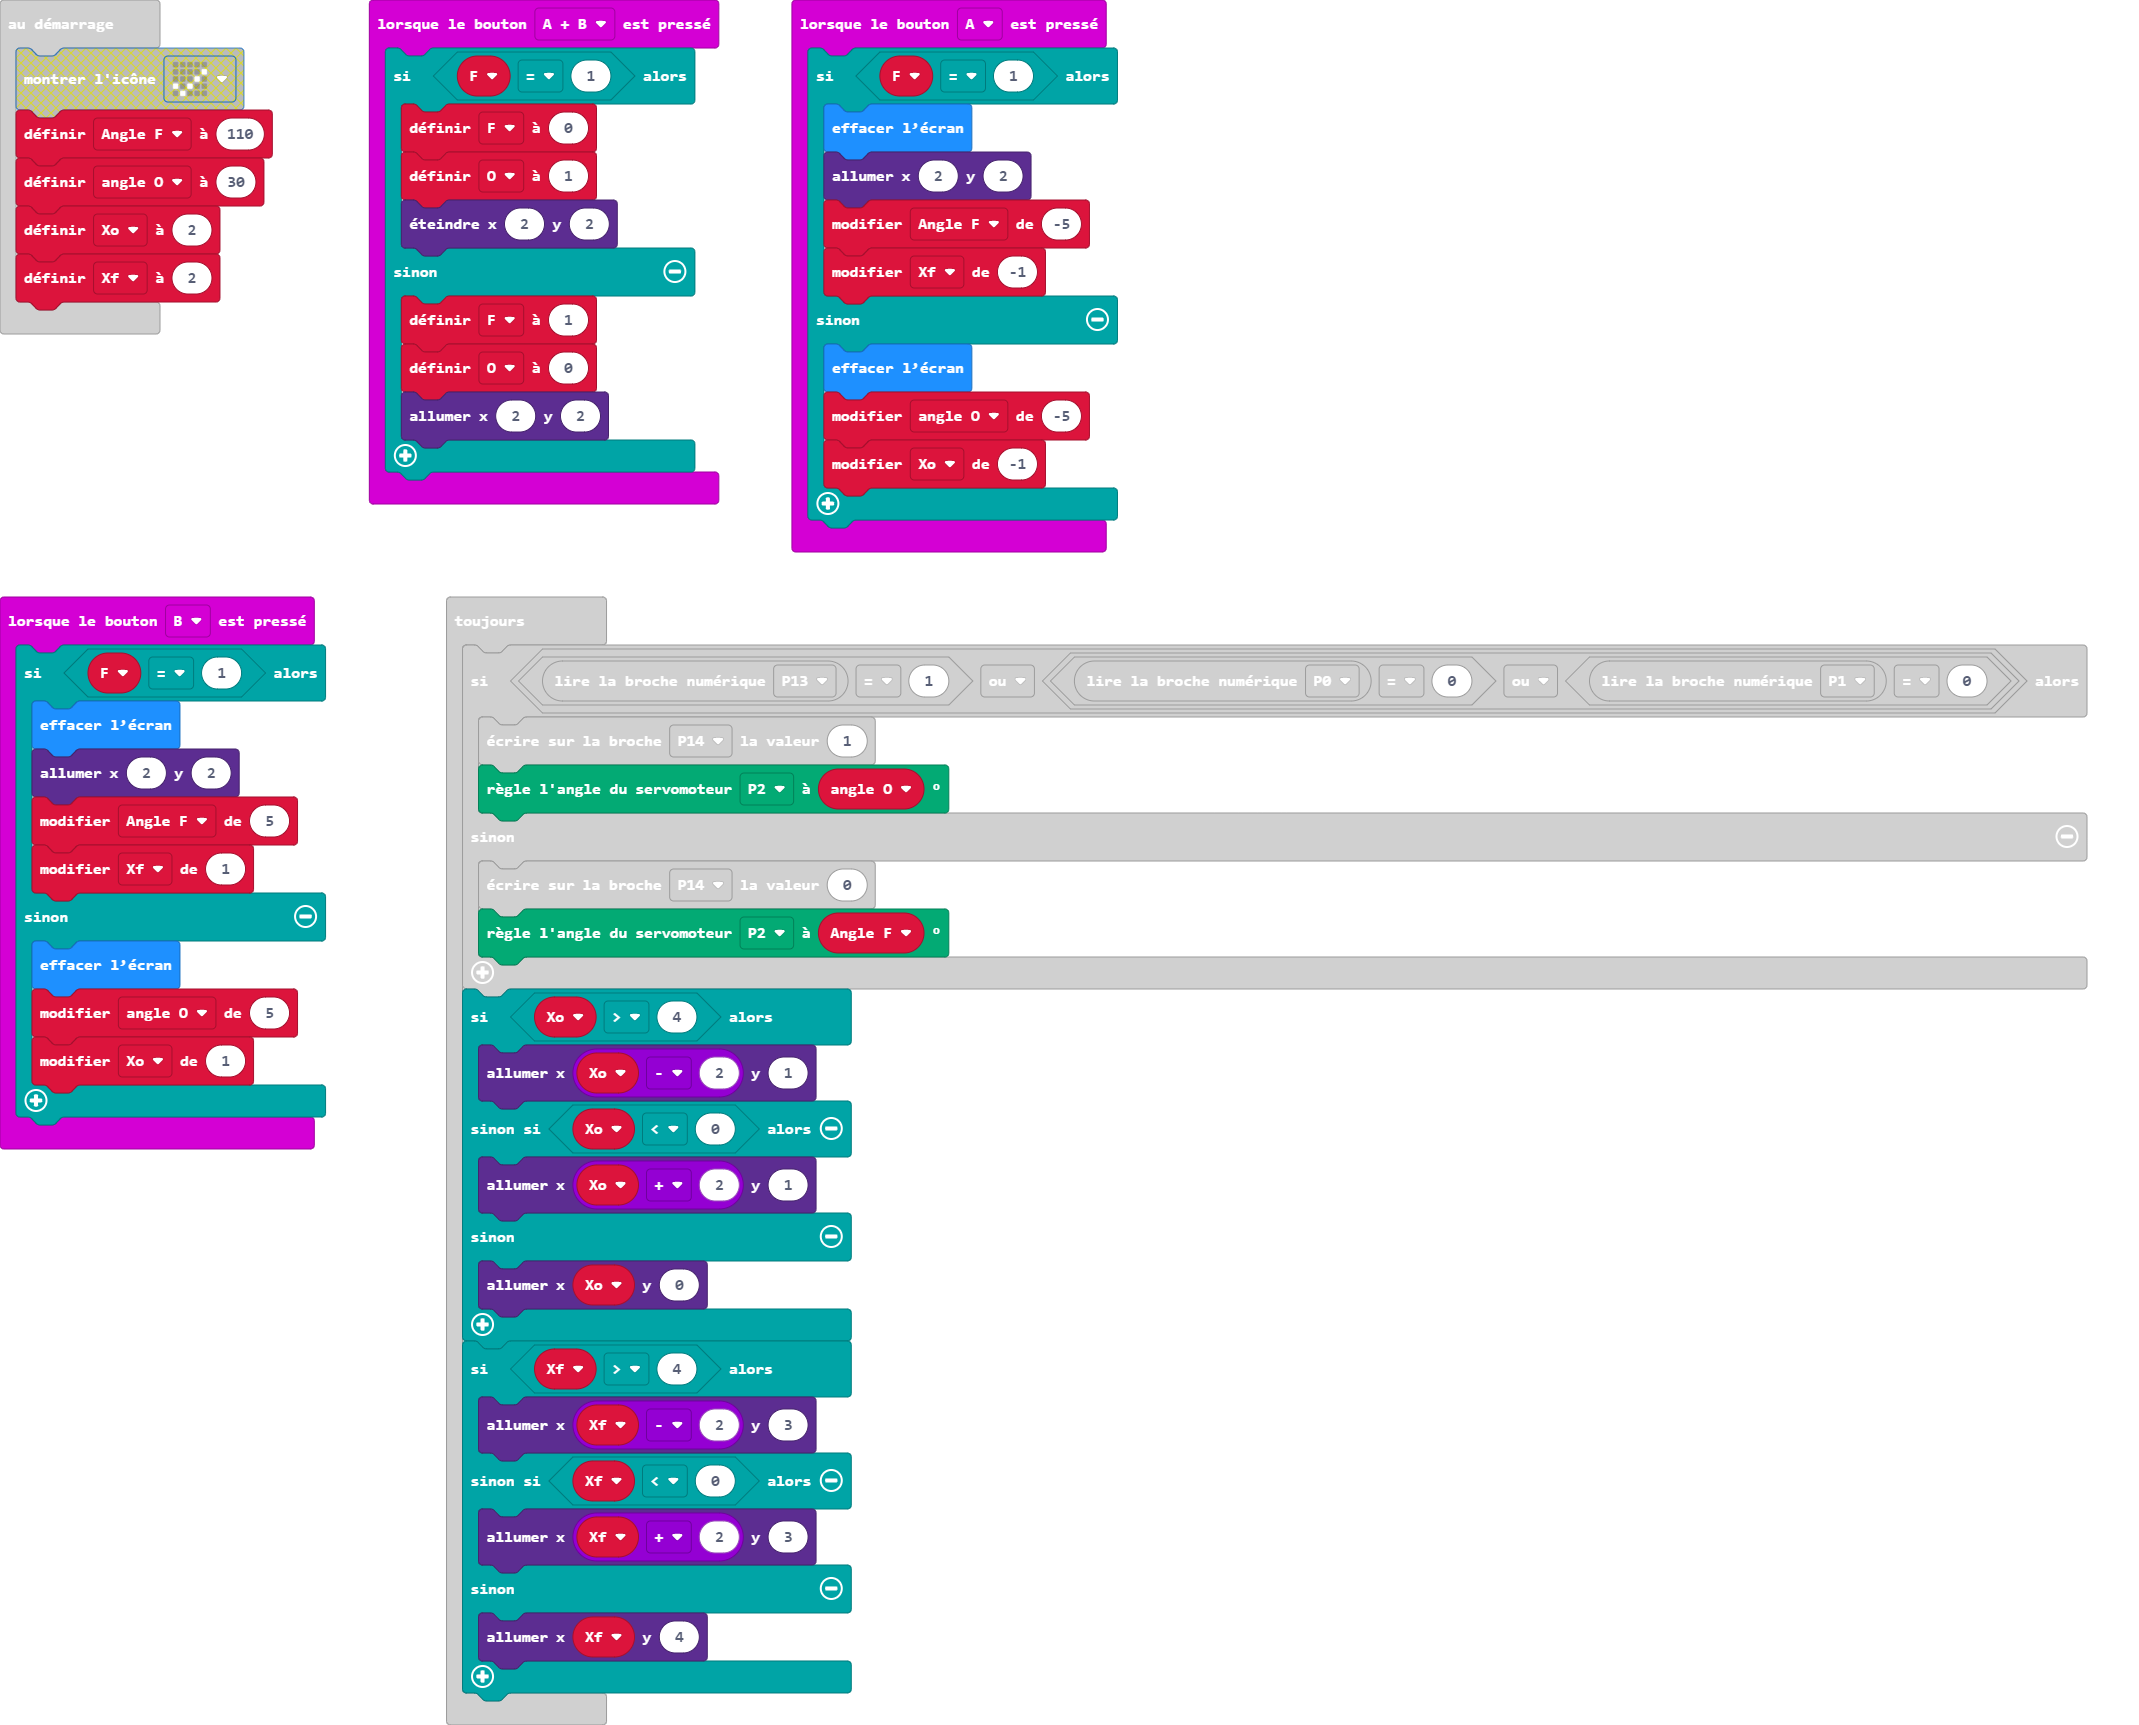 au démarrage
montrer l'icône
définir Angle F à 110
définir angle O à 30
définir Xo à 2
définir Xf à 2
lorsque le bouton A + B est pressé
si F = 1 alors
définir F à 0
définir O à 1
éteindre x 2 y 2
sinon
définir F à 1
définir O à 0
allumer x 2 y 2
lorsque le bouton A est pressé
si F = 1 alors
effacer l’écran
allumer x 2 y 2
modifier Angle F de -5
modifier Xf de -1
sinon
effacer l’écran
modifier angle O de -5
modifier Xo de -1
lorsque le bouton B est pressé
si F = 1 alors
effacer l’écran
allumer x 2 y 2
modifier Angle F de 5
modifier Xf de 1
sinon
effacer l’écran
modifier angle O de 5
modifier Xo de 1
toujours
si lire la broche numérique P13 = 1 ou lire la broche numérique P0 = 0 ou lire la broche numérique P1 = 0 alors
écrire sur la broche P14 la valeur 1
règle l'angle du servomoteur P2 à angle O °
sinon
écrire sur la broche P14 la valeur 0
règle l'angle du servomoteur P2 à Angle F °
si Xo > 4 alors
allumer x Xo - 2 y 1
sinon si Xo < 0 alors
allumer x Xo + 2 y 1
sinon
allumer x Xo y 0
si Xf > 4 alors
allumer x Xf - 2 y 3
sinon si Xf < 0 alors
allumer x Xf + 2 y 3
sinon
allumer x Xf y 4